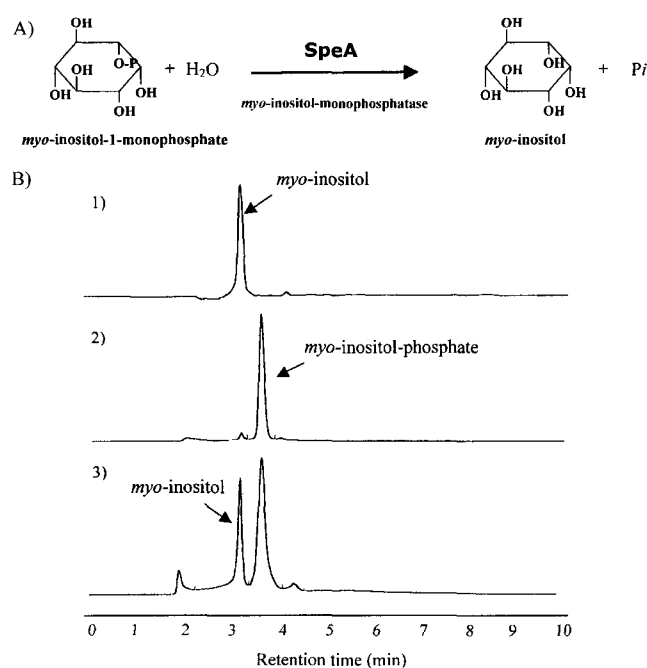 A)
OH OH O-P OH OH OH + H₂O SpeA OH OH OH OH OH OH + Pi
myo-inositol-monophosphatase
myo-inositol-1-monophosphate myo-inositol
B)
1) myo-inositol
2) myo-inositol-phosphate
3) myo-inositol
0 1 2 3 4 5 6 7 8 9 10
Retention time (min)